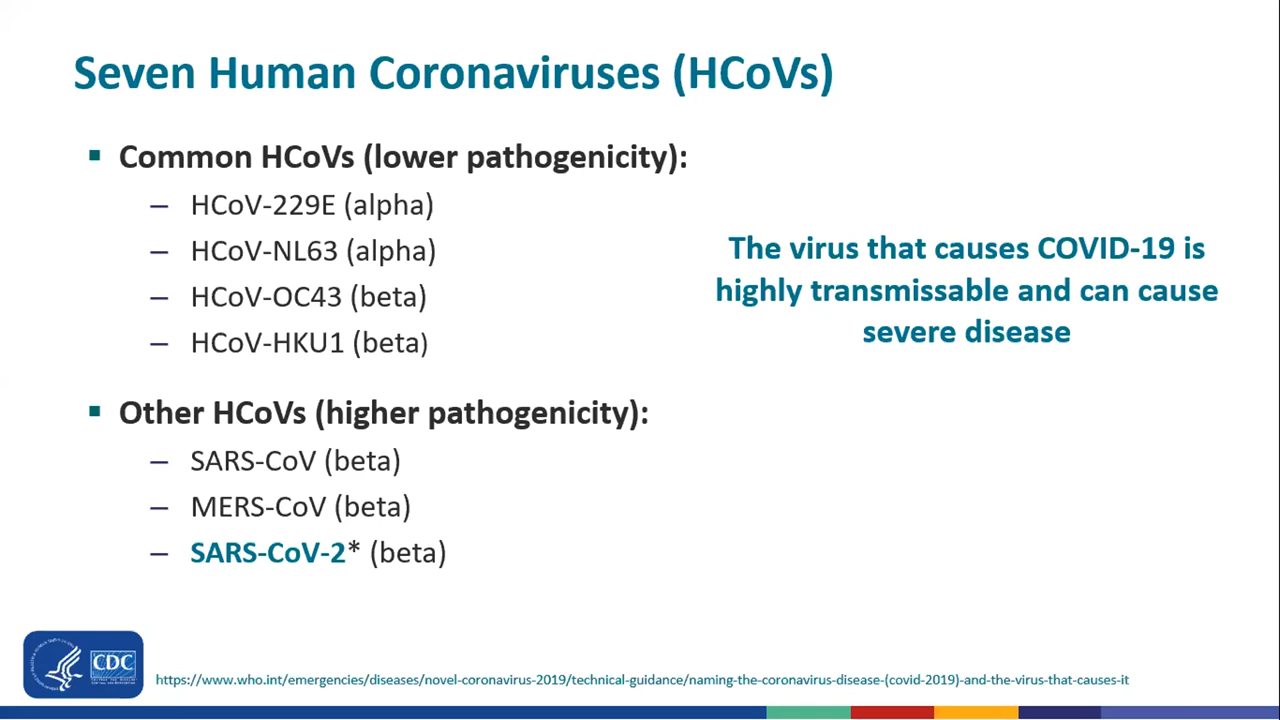 Seven Human Coronaviruses (HCoVs)
▪ Common HCoVs (lower pathogenicity):
– HCoV-229E (alpha)
– HCoV-NL63 (alpha)
– HCoV-OC43 (beta)
– HCoV-HKU1 (beta)
▪ Other HCoVs (higher pathogenicity):
– SARS-CoV (beta)
– MERS-CoV (beta)
– SARS-CoV-2* (beta)
The virus that causes COVID-19 is
highly transmissable and can cause
severe disease
CDC
https://www.who.int/emergencies/diseases/novel-coronavirus-2019/technical-guidance/naming-the-coronavirus-disease-(covid-2019)-and-the-virus-that-causes-it